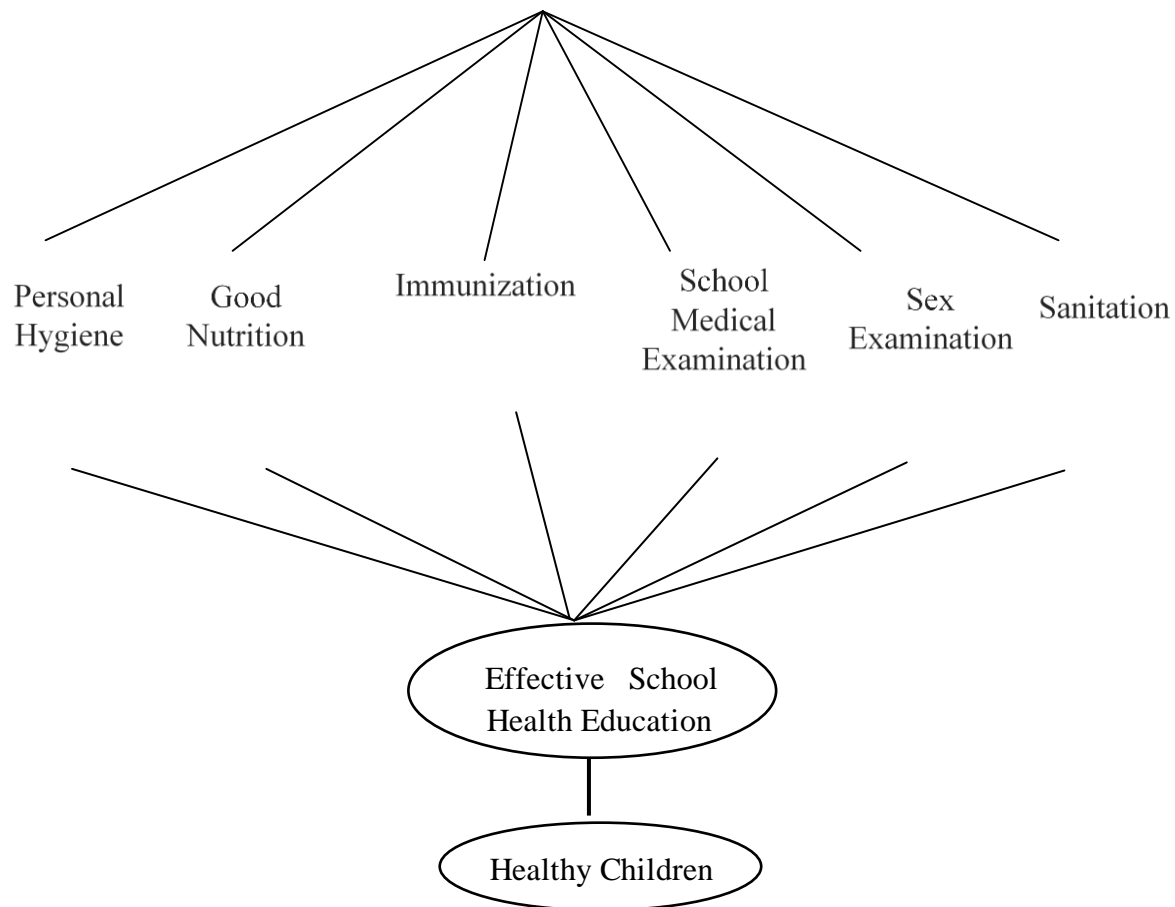 Personal
Hygiene
Good
Nutrition
Immunization
School
Medical
Examination
Sex
Examination
Sanitation
Effective School
Health Education
Healthy Children